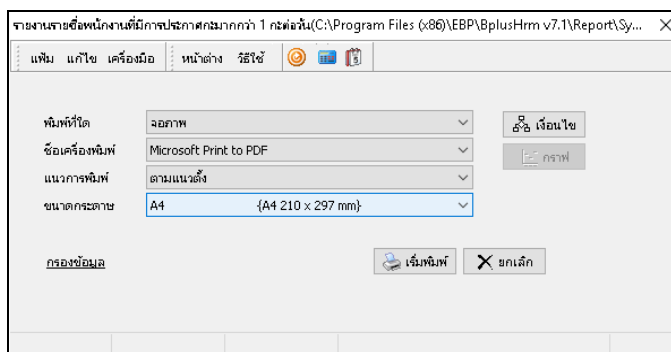 รายงานรายชื่อพนักงานที่มีการประกาศกะมากกว่า 1 กะต่อวัน(C:\Program Files (x86)\EBP\BplusHrm v7.1\Report\Sy...
แฟ้ม แก้ไข เครื่องมือ หน้าต่าง วิธีใช้
พิมพ์ที่ใด จอภาพ เงื่อนไข
ชื่อเครื่องพิมพ์ Microsoft Print to PDF กราฟ
แนวการพิมพ์ ตามแนวตั้ง
ขนาดกระดาษ A4 {A4 210 x 297 mm}
กรองข้อมูล เริ่มพิมพ์ ยกเลิก